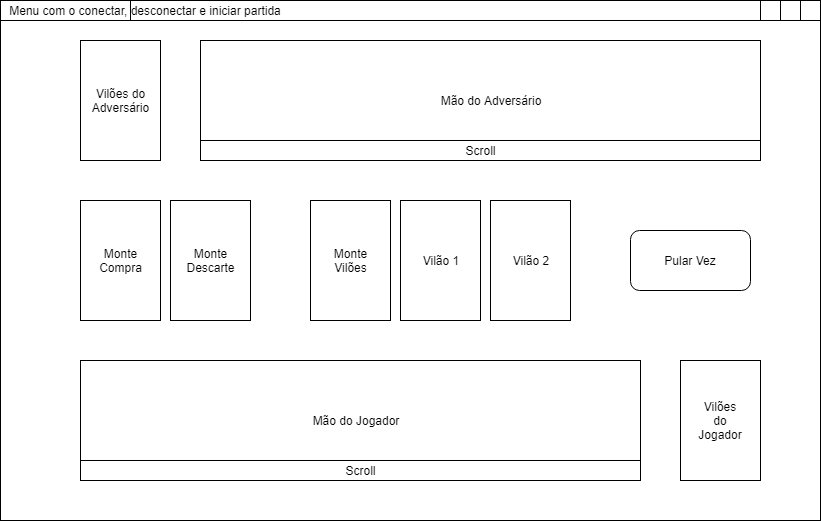 Menu com o conectar, desconectar e iniciar partida
Vilões do
Adversário
Mão do Adversário
Scroll
Monte
Compra
Monte
Descarte
Monte
Vilões
Vilão 1
Vilão 2
Pular Vez
Mão do Jogador
Scroll
Vilões
do
Jogador